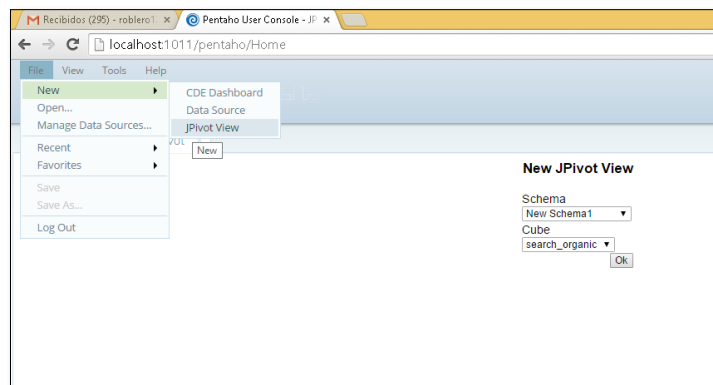 Recibidos (295) - roblero1
Pentaho User Console - JP
localhost:1011/pentaho/Home
File View Tools Help
New
CDE Dashboard
Open...
Data Source
Manage Data Sources...
JPivot View
New
Recent
Favorites
Save
Save As...
Log Out
New JPivot View
Schema
New Schema1
Cube
search_organic
Ok